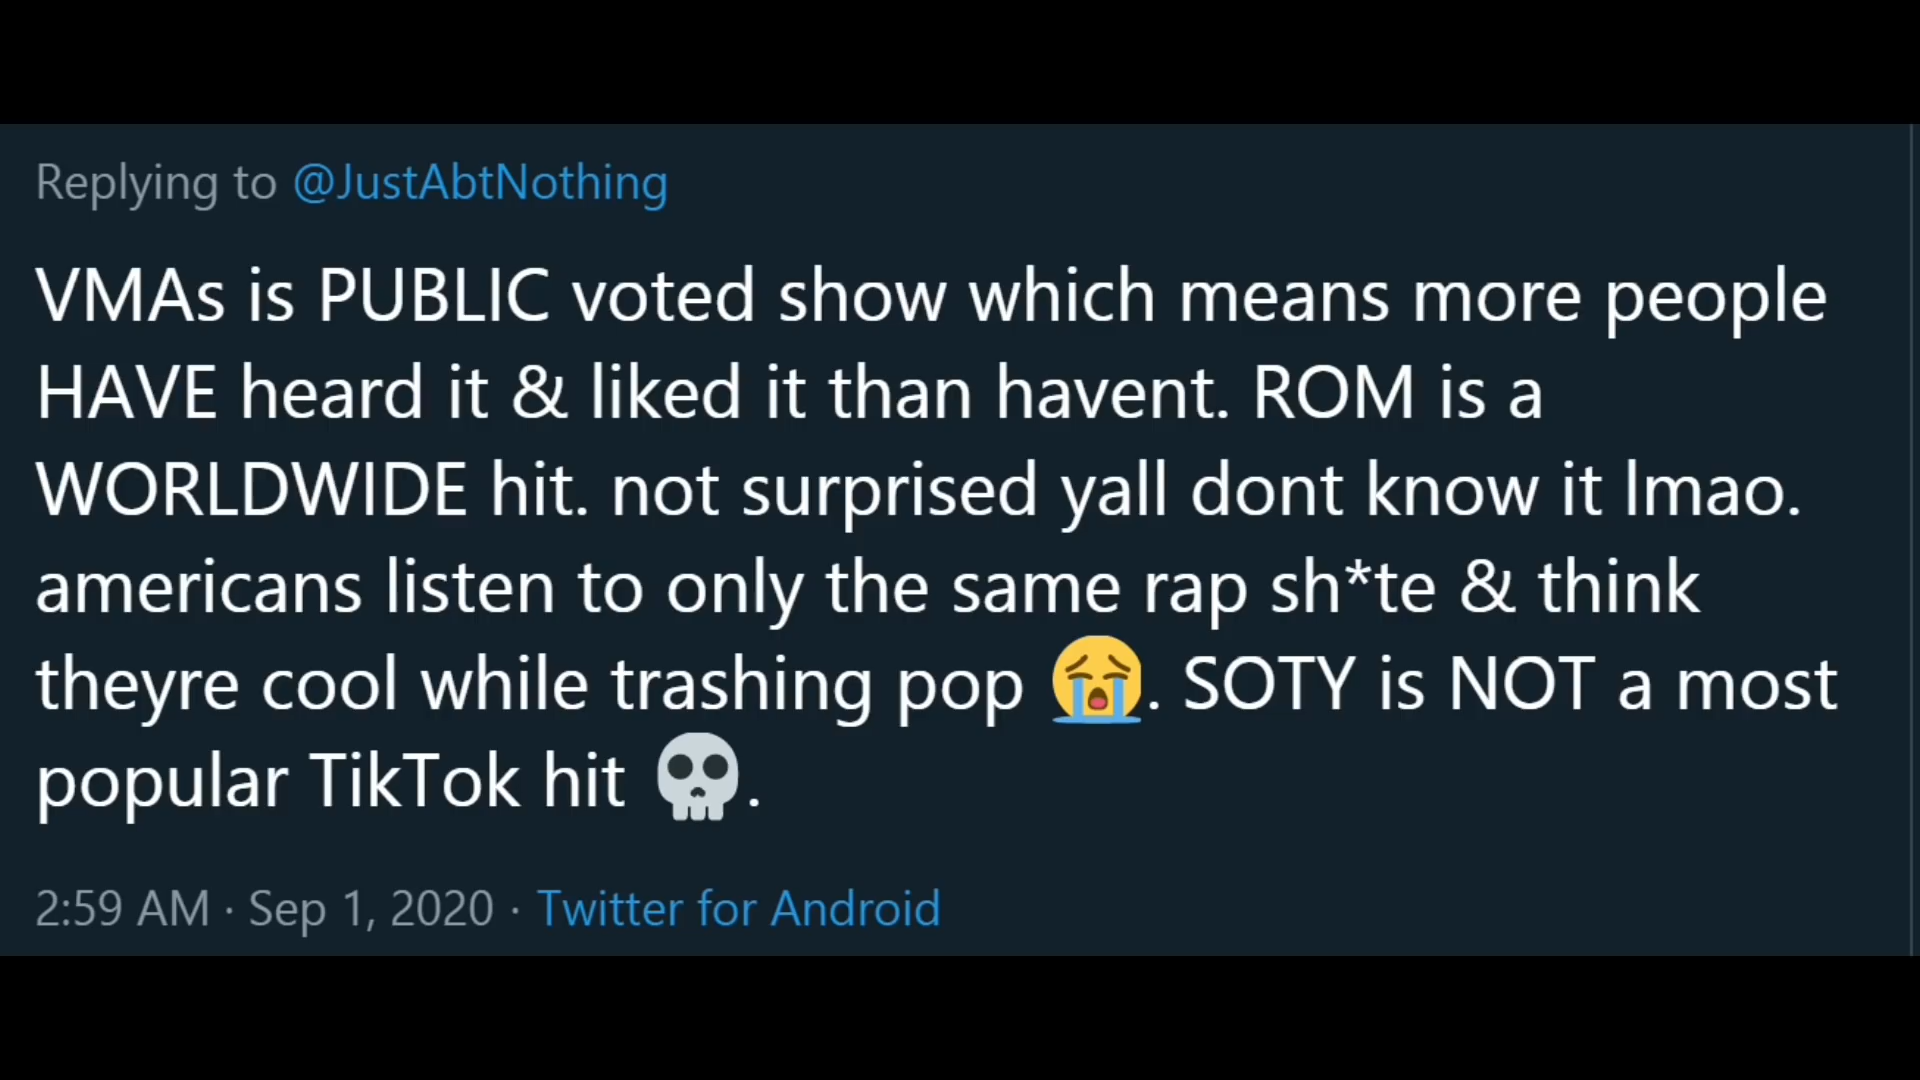 Replying to @JustAbtNothing
VMAs is PUBLIC voted show which means more people
HAVE heard it & liked it than havent. ROM is a
WORLDWIDE hit. not surprised yall dont know it lmao.
americans listen to only the same rap sh*te & think
theyre cool while trashing pop 😭. SOTY is NOT a most
popular TikTok hit 💀.
2:59 AM · Sep 1, 2020 · Twitter for Android